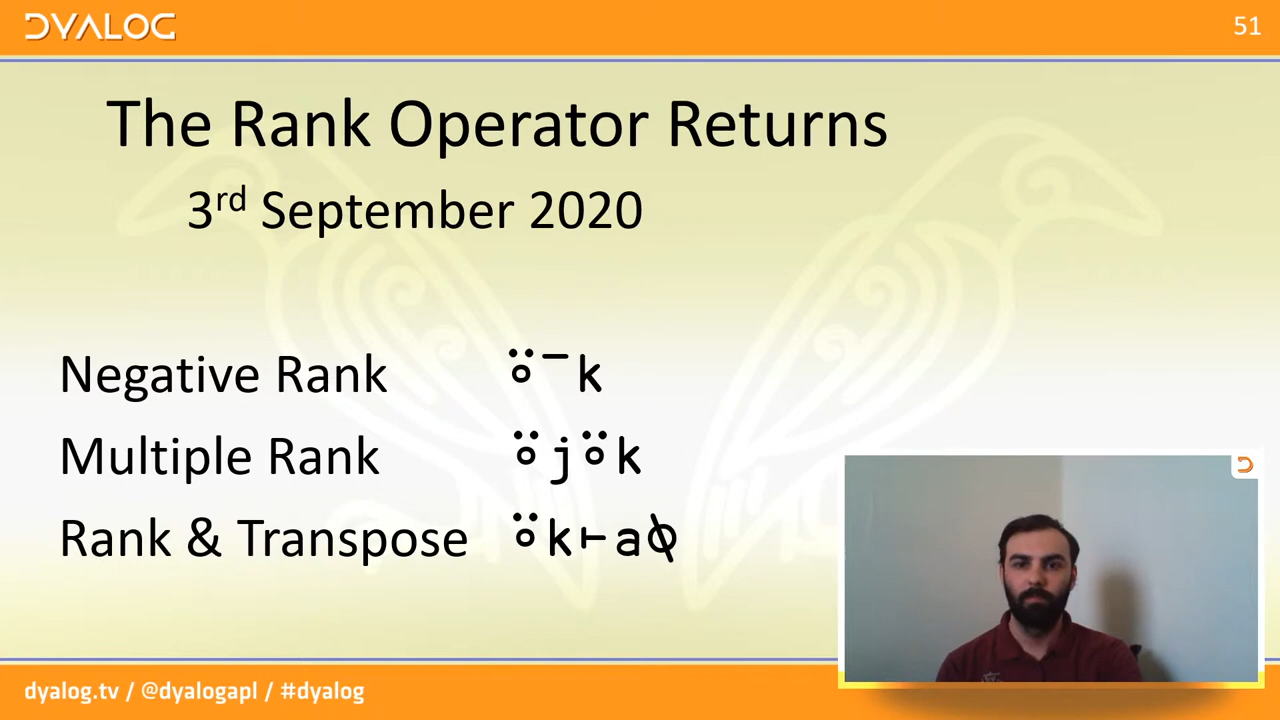 DYALOG
51
The Rank Operator Returns
3rd September 2020
Negative Rank ⍤¯k
Multiple Rank ⍤j⍤k
Rank & Transpose ⍤k⊢a⍉
dyalog.tv / @dyalogapl / #dyalog